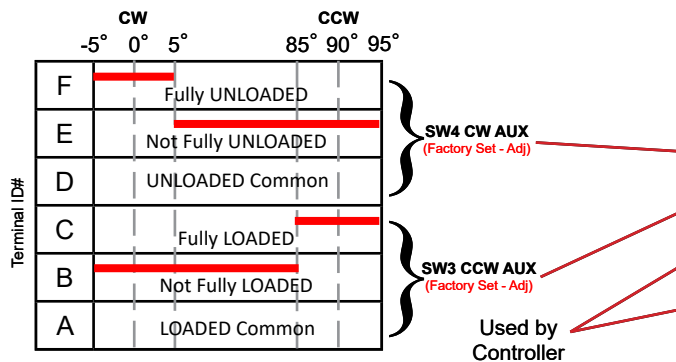 CW CCW
-5° 0° 5° 85° 90° 95°
Terminal ID#
F Fully UNLOADED
E Not Fully UNLOADED
D UNLOADED Common
SW4 CW AUX
(Factory Set - Adj)
C Fully LOADED
B Not Fully LOADED
A LOADED Common
SW3 CCW AUX
(Factory Set - Adj)
Used by
Controller